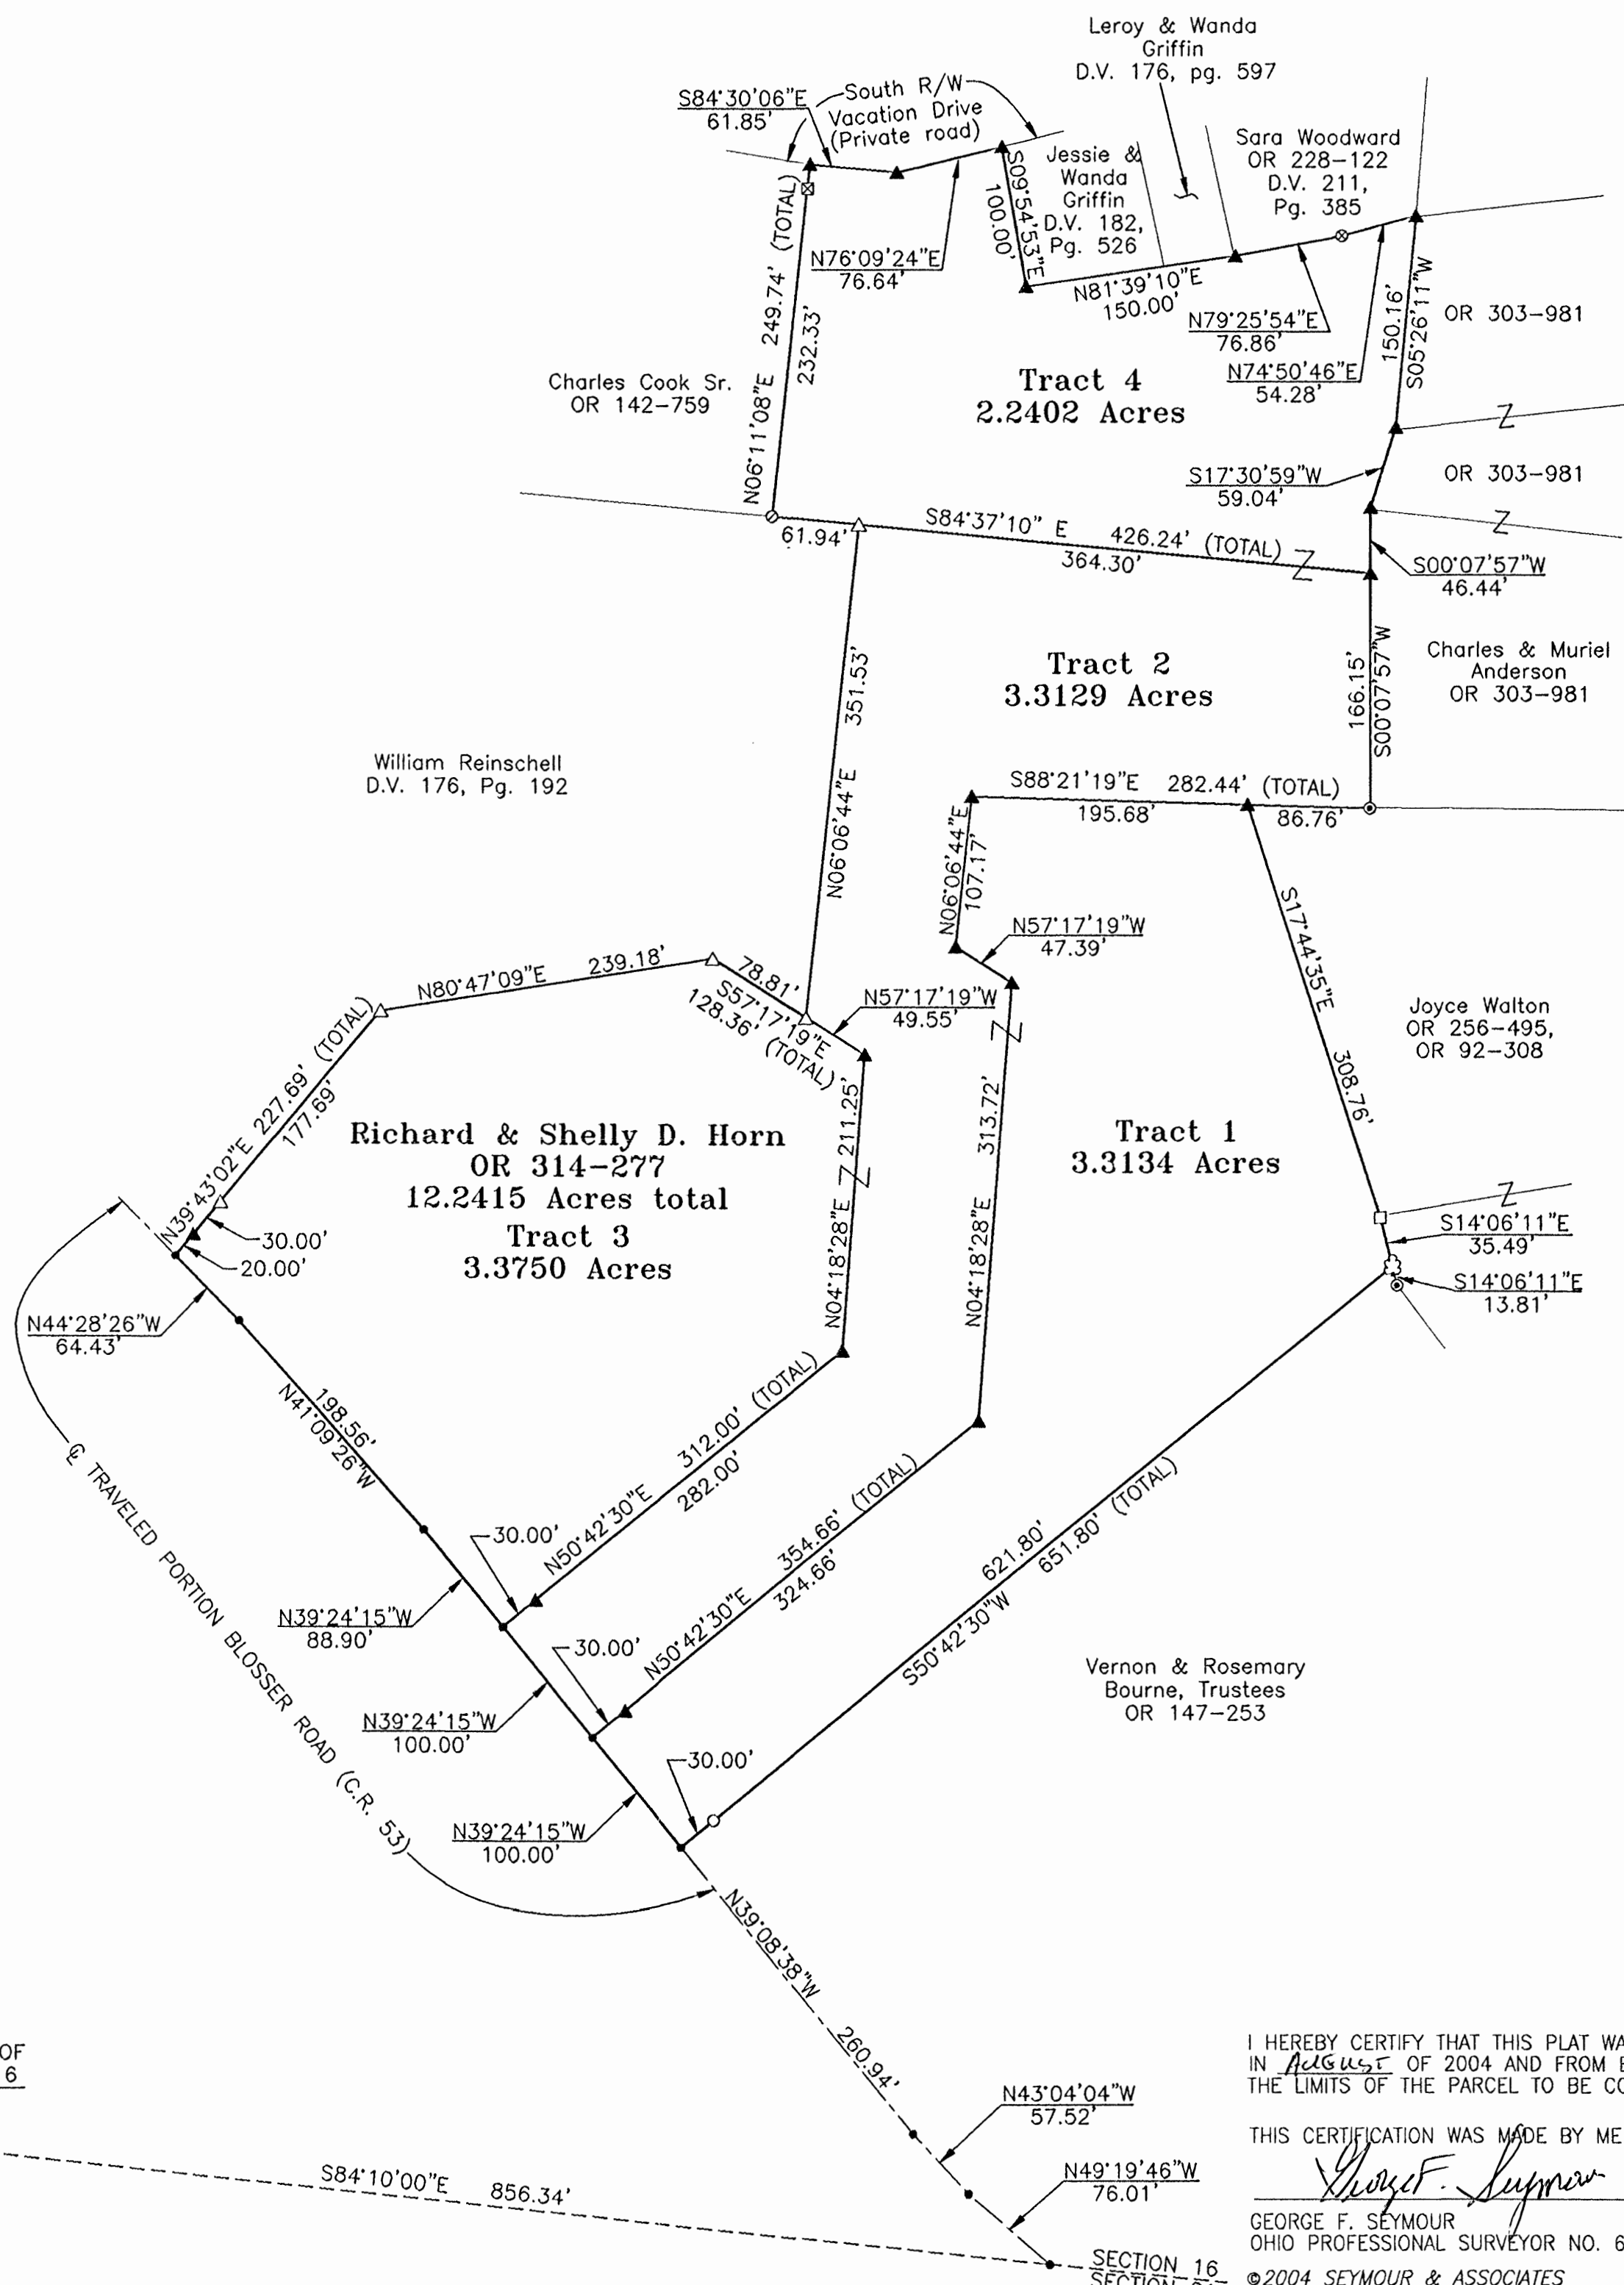 Leroy & Wanda
Griffin
D.V. 176, pg. 597
S84°30'06"E
61.85'
South R/W
Vacation Drive
(Private road)
Jessie &
Wanda
Griffin
D.V. 182,
Pg. 526
Sara Woodward
OR 228-122
D.V. 211,
Pg. 385
S09°54'53"E
100.00'
N76°09'24"E
76.64'
N81°39'10"E
150.00'
N79°25'54"E
76.86'
N74°50'46"E
54.28'
150.16'
S05°26'11"W
OR 303-981
N06°11'08"E 249.74' (TOTAL)
232.33'
Charles Cook Sr.
OR 142-759
Tract 4
2.2402 Acres
S17°30'59"W
59.04'
OR 303-981
61.94'
S84°37'10" E 426.24' (TOTAL)
364.30'
S00°07'57"W
46.44'
Tract 2
3.3129 Acres
166.15'
S00°07'57"W
Charles & Muriel
Anderson
OR 303-981
N06°06'44"E 351.53'
William Reinschell
D.V. 176, Pg. 192
S88°21'19"E 282.44' (TOTAL)
195.68'
86.76'
N06°06'44"E
107.17'
N57°17'19"W
47.39'
S17°44'35"E 308.76'
N80°47'09"E 239.18'
78.81'
S57°17'19"E
128.36' (TOTAL)
N57°17'19"W
49.55'
Joyce Walton
OR 256-495,
OR 92-308
N39°43'02"E 227.69' (TOTAL)
177.69'
Richard & Shelly D. Horn
OR 314-277
12.2415 Acres total
Tract 3
3.3750 Acres
N04°18'28"E 211.25'
N04°18'28"E 313.72'
Tract 1
3.3134 Acres
30.00'
20.00'
S14°06'11"E
35.49'
S14°06'11"E
13.81'
N44°28'26"W
64.43'
198.56'
N41°09'26"W
N50°42'30"E 312.00' (TOTAL)
282.00'
30.00'
N50°42'30"E 354.66' (TOTAL)
324.66'
30.00'
621.80'
S50°42'30"W 651.80' (TOTAL)
30.00'
N39°24'15"W
88.90'
N39°24'15"W
100.00'
N39°24'15"W
100.00'
℄ TRAVELED PORTION BLOSSER ROAD (C.R. 53)
Vernon & Rosemary
Bourne, Trustees
OR 147-253
N39°08'38"W 260.94'
N43°04'04"W
57.52'
N49°19'46"W
76.01'
OF
6
S84°10'00"E 856.34'
SECTION 16
I HEREBY CERTIFY THAT THIS PLAT WA
IN AUGUST OF 2004 AND FROM E
THE LIMITS OF THE PARCEL TO BE CO
THIS CERTIFICATION WAS MADE BY ME
George F. Seymour
GEORGE F. SEYMOUR
OHIO PROFESSIONAL SURVEYOR NO. 6
©2004 SEYMOUR & ASSOCIATES